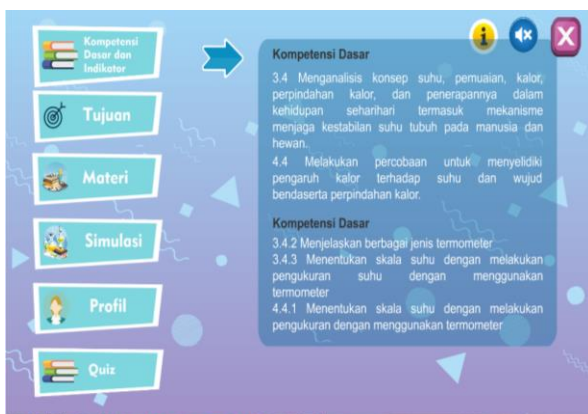 Kompetensi
Dasar dan
Indikator
Tujuan
Materi
Simulasi
Profil
Quiz
Kompetensi Dasar
3.4 Menganalisis konsep suhu, pemuaian, kalor,
perpindahan kalor, dan penerapannya dalam
kehidupan seharihari termasuk mekanisme
menjaga kestabilan suhu tubuh pada manusia dan
hewan.
4.4 Melakukan percobaan untuk menyelidiki
pengaruh kalor terhadap suhu dan wujud
bendaserta perpindahan kalor.
Kompetensi Dasar
3.4.2 Menjelaskan berbagai jenis termometer
3.4.3 Menentukan skala suhu dengan melakukan
pengukuran suhu dengan menggunakan
termometer
4.4.1 Menentukan skala suhu dengan melakukan
pengukuran dengan menggunakan termometer
i
X